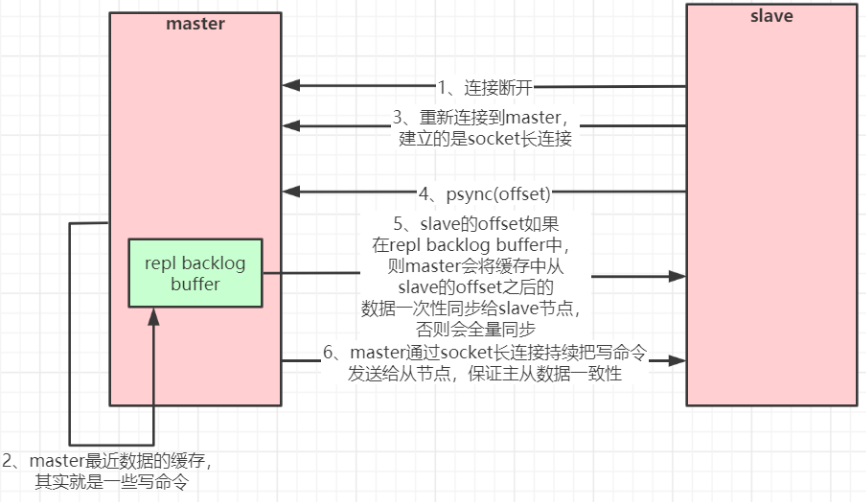 master
slave
1、连接断开
3、重新连接到master，
建立的是socket长连接
4、psync(offset)
5、slave的offset如果
在repl backlog buffer中，
则master会将缓存中从
slave的offset之后的
数据一次性同步给slave节点，
否则会全量同步
repl backlog
buffer
6、master通过socket长连接持续把写命令
发送给从节点，保证主从数据一致性
2、master最近数据的缓存，
其实就是一些写命令